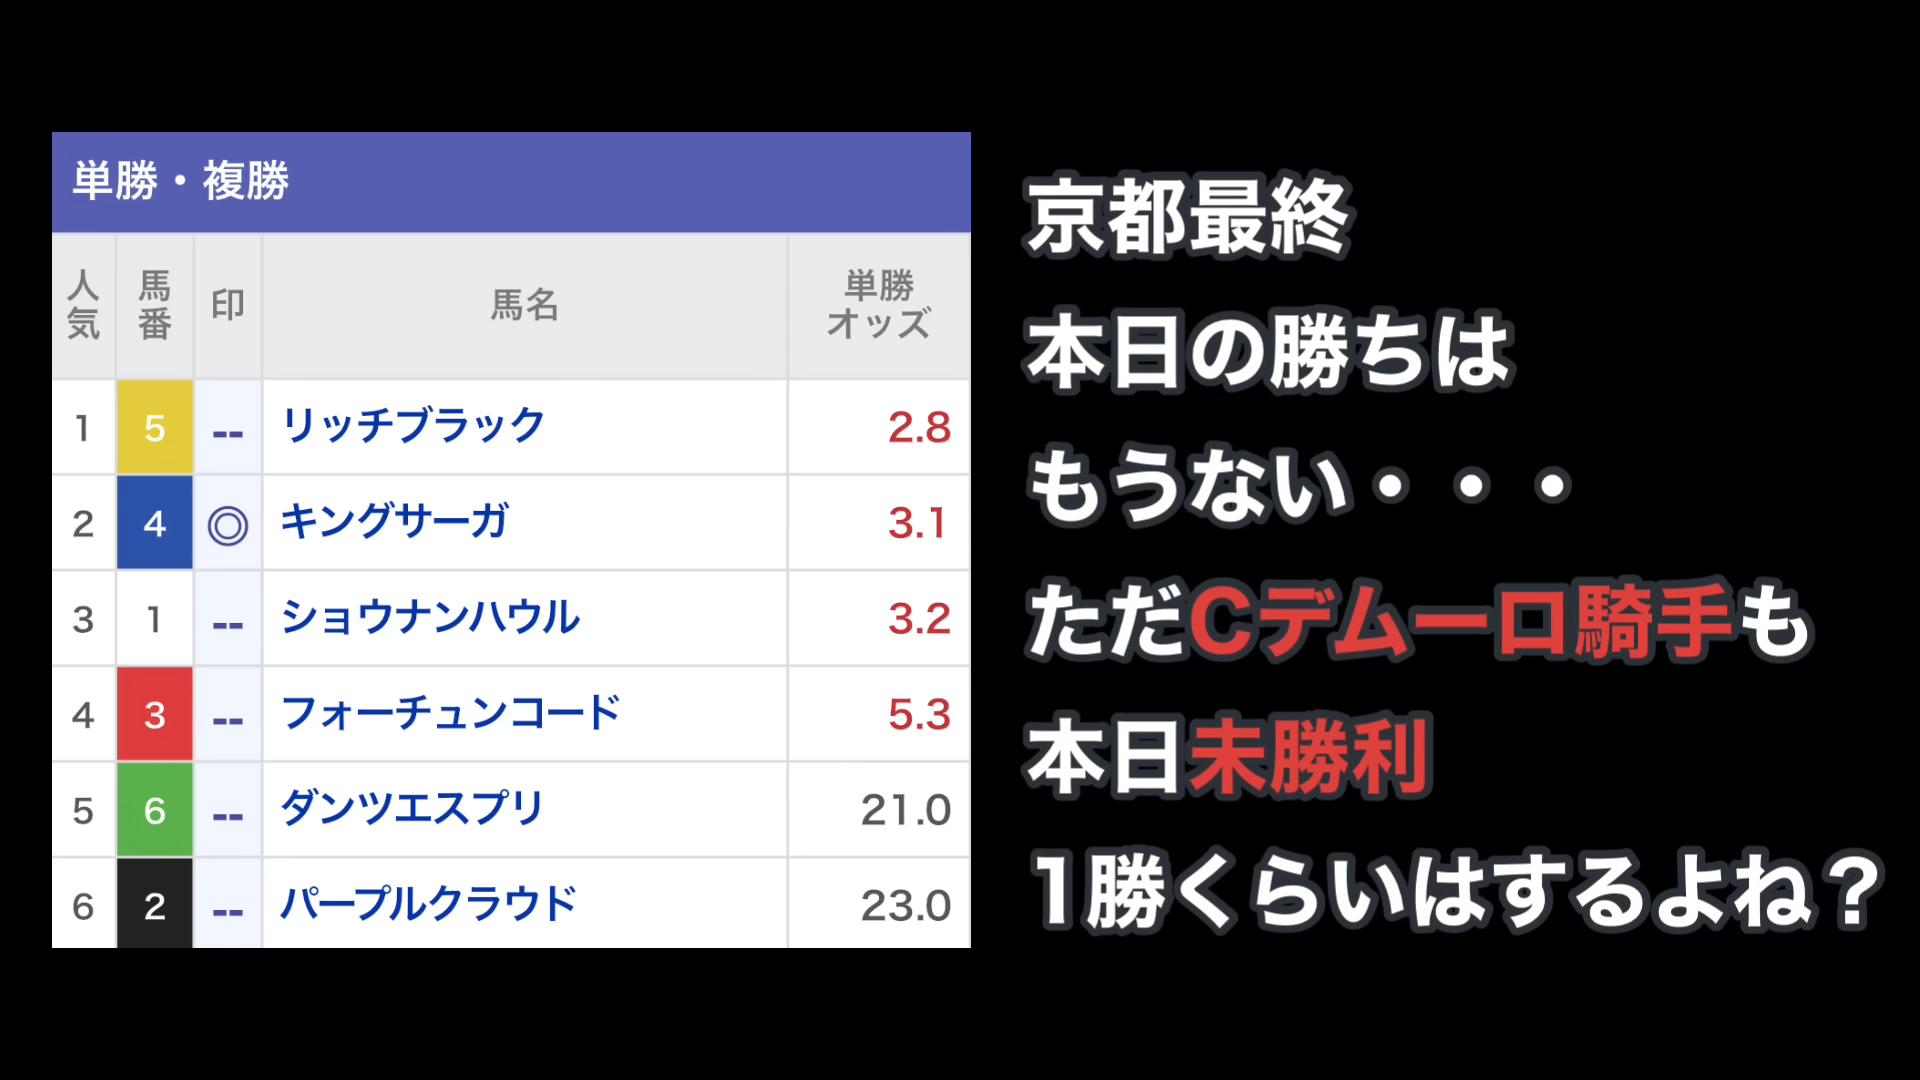 単勝・複勝
人気 馬番 印 馬名 単勝オッズ
1 5 -- リッチブラック 2.8
2 4 ◎ キングサーガ 3.1
3 1 -- ショウナンハウル 3.2
4 3 -- フォーチュンコード 5.3
5 6 -- ダンツエスプリ 21.0
6 2 -- パープルクラウド 23.0
京都最終
本日の勝ちは
もうない・・・
ただCデムーロ騎手も
本日未勝利
1勝くらいはするよね？